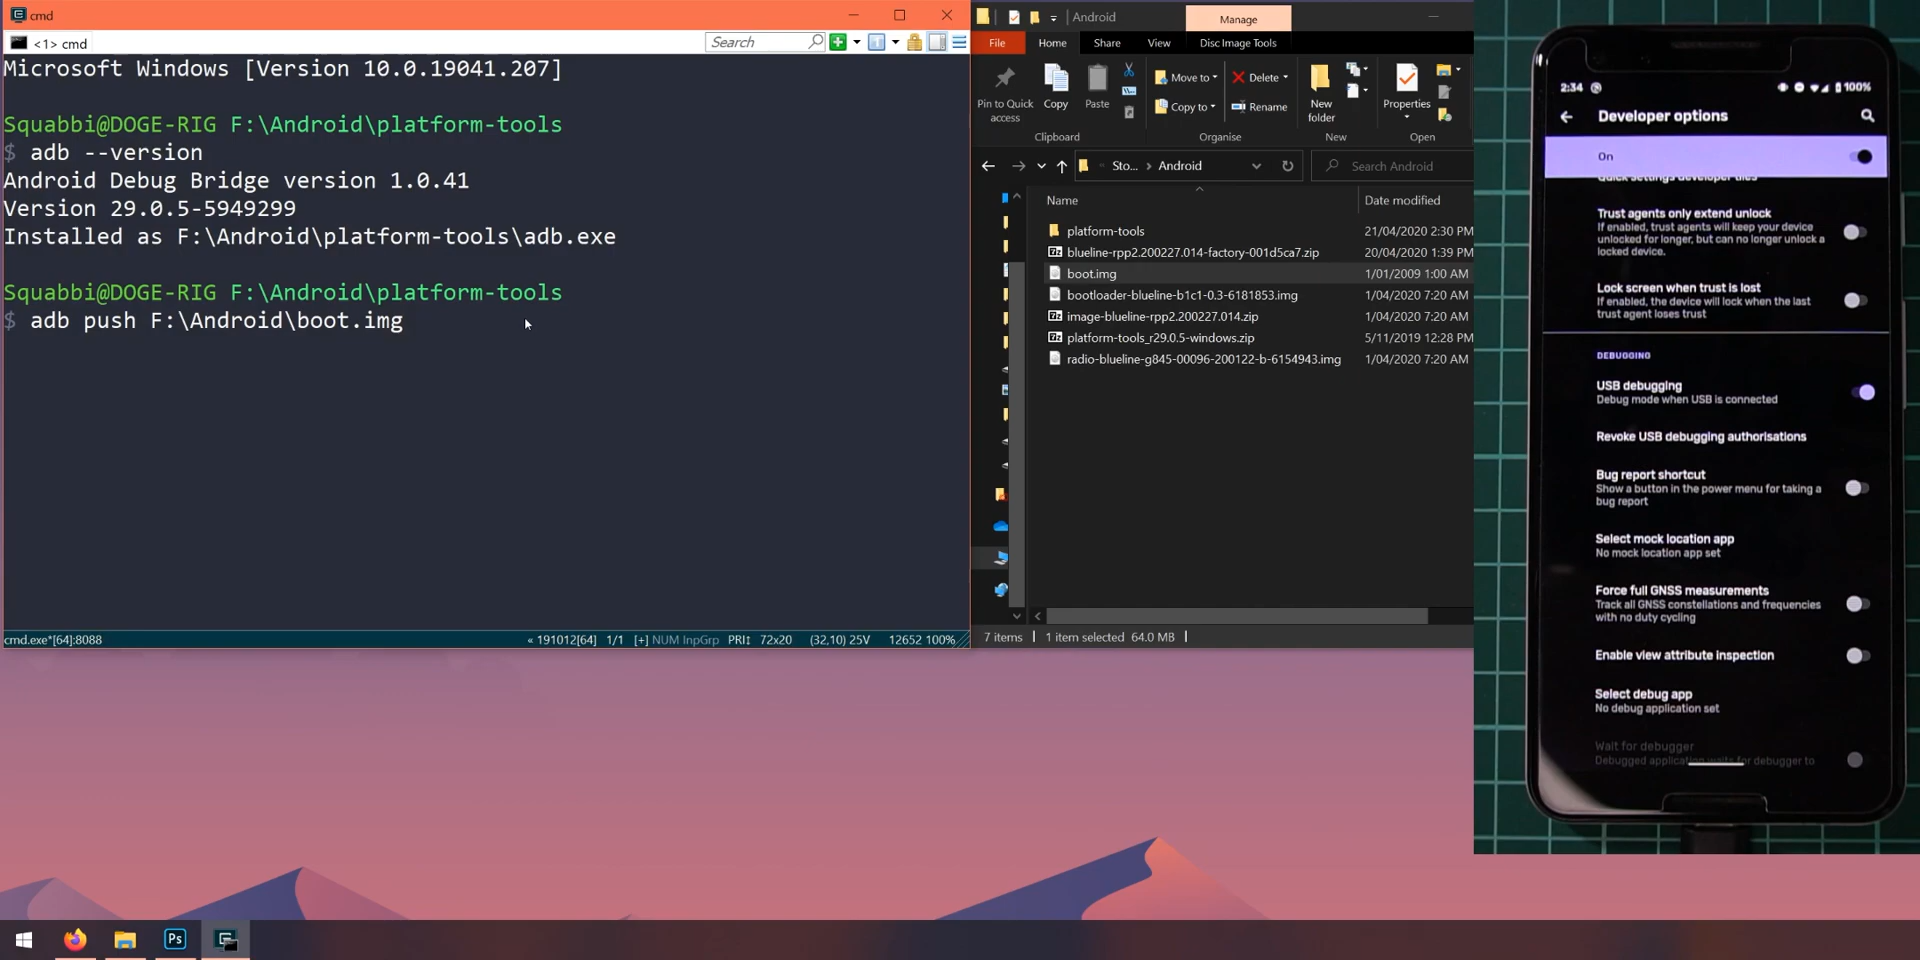 cmd
<1> cmd
Search
Microsoft Windows [Version 10.0.19041.207]
Squabbi@DOGE-RIG F:\Android\platform-tools
$ adb --version
Android Debug Bridge version 1.0.41
Version 29.0.5-5949299
Installed as F:\Android\platform-tools\adb.exe
Squabbi@DOGE-RIG F:\Android\platform-tools
$ adb push F:\Android\boot.img
cmd.exe*[64]:8088
« 191012[64] 1/1 [+] NUM InpGrp PRI↕ 72x20 (32,10) 25V 12652 100%
Android
Manage
File
Home
Share
View
Disc Image Tools
Pin to Quick access
Copy
Paste
Move to
Copy to
Delete
Rename
New folder
Properties
Clipboard
Organise
New
Open
Sto... > Android
Search Android
Name
Date modified
platform-tools 21/04/2020 2:30 PM
blueline-rpp2.200227.014-factory-001d5ca7.zip 20/04/2020 1:39 PM
boot.img 1/01/2009 1:00 AM
bootloader-blueline-b1c1-0.3-6181853.img 1/04/2020 7:20 AM
image-blueline-rpp2.200227.014.zip 1/04/2020 7:20 AM
platform-tools_r29.0.5-windows.zip 5/11/2019 12:28 PM
radio-blueline-g845-00096-200122-b-6154943.img 1/04/2020 7:20 AM
7 items
1 item selected 64.0 MB
2:34
100%
Developer options
On
Quick settings developer tiles
Trust agents only extend unlock
If enabled, trust agents will keep your device
unlocked for longer, but can no longer unlock a
locked device.
Lock screen when trust is lost
If enabled, the device will lock when the last
trust agent loses trust
DEBUGGING
USB debugging
Debug mode when USB is connected
Revoke USB debugging authorisations
Bug report shortcut
Show a button in the power menu for taking a
bug report
Select mock location app
No mock location app set
Force full GNSS measurements
Track all GNSS constellations and frequencies
with no duty cycling
Enable view attribute inspection
Select debug app
No debug application set
Wait for debugger
Debugged application waits for debugger to
Ps